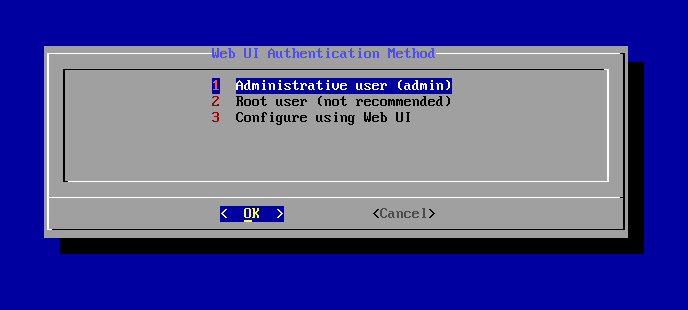 Web UI Authentication Method
1 Administrative user (admin)
2 Root user (not recommended)
3 Configure using Web UI
< OK > <Cancel>